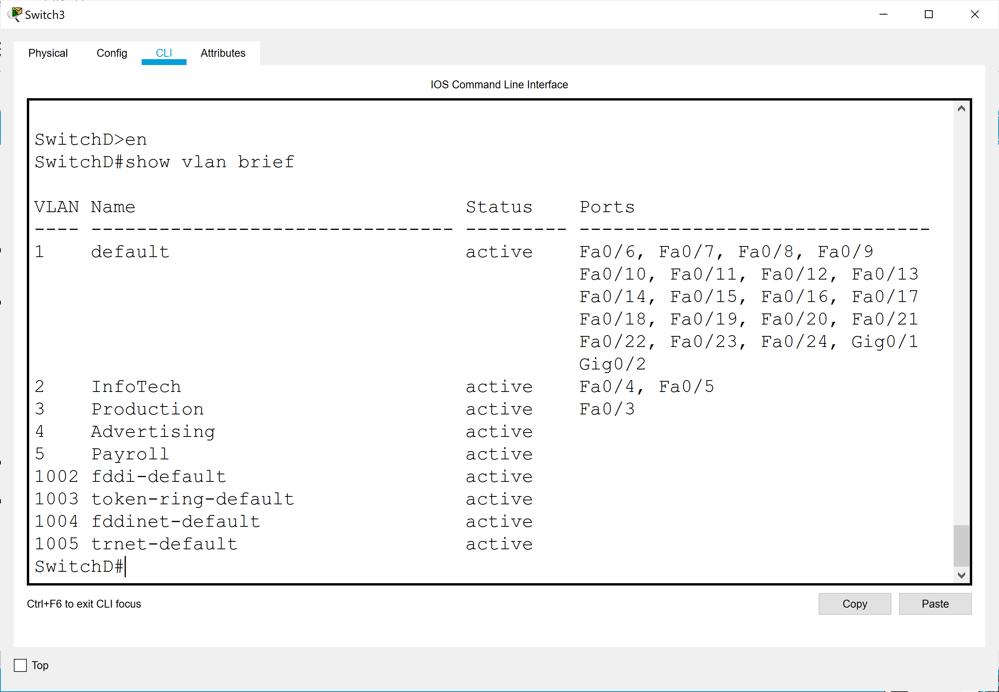 Switch3
Physical Config CLI Attributes
IOS Command Line Interface
SwitchD>en
SwitchD#show vlan brief
VLAN Name Status Ports
---- -------------------------------- --------- -------------------------------
1 default active Fa0/6, Fa0/7, Fa0/8, Fa0/9
Fa0/10, Fa0/11, Fa0/12, Fa0/13
Fa0/14, Fa0/15, Fa0/16, Fa0/17
Fa0/18, Fa0/19, Fa0/20, Fa0/21
Fa0/22, Fa0/23, Fa0/24, Gig0/1
Gig0/2
2 InfoTech active Fa0/4, Fa0/5
3 Production active Fa0/3
4 Advertising active
5 Payroll active
1002 fddi-default active
1003 token-ring-default active
1004 fddinet-default active
1005 trnet-default active
SwitchD#
Ctrl+F6 to exit CLI focus
Copy Paste
Top